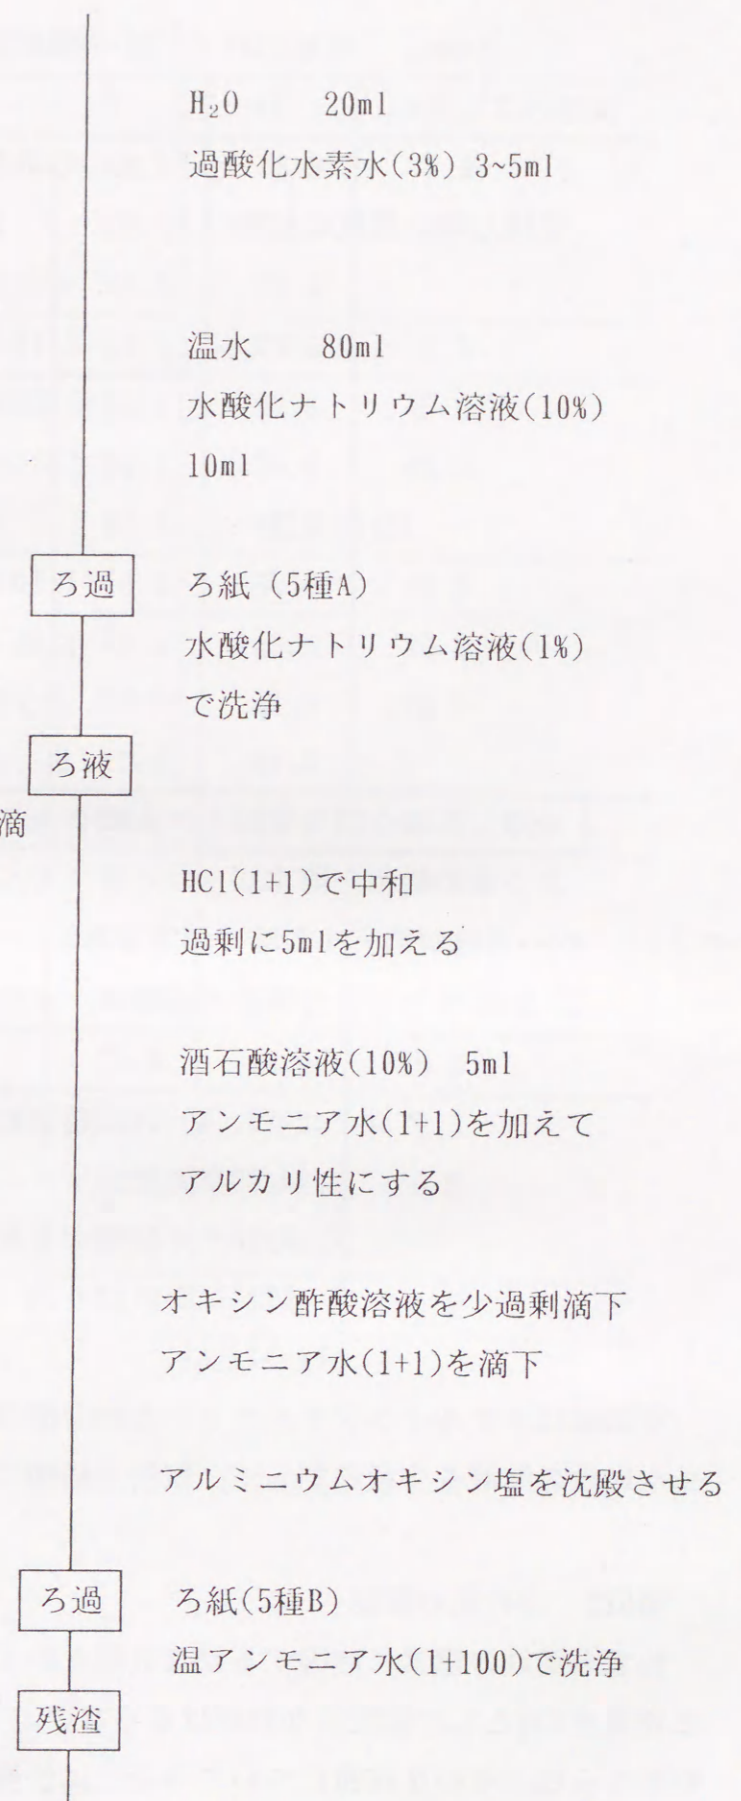 H₂O 20ml
過酸化水素水(3%) 3~5ml
温水 80ml
水酸化ナトリウム溶液(10%)
10ml
ろ過 ろ紙 (5種A)
水酸化ナトリウム溶液(1%)
で洗浄
ろ液
滴
HCl(1+1)で中和
過剰に5mlを加える
酒石酸溶液(10%) 5ml
アンモニア水(1+1)を加えて
アルカリ性にする
オキシン酢酸溶液を少過剰滴下
アンモニア水(1+1)を滴下
アルミニウムオキシン塩を沈殿させる
ろ過 ろ紙(5種B)
温アンモニア水(1+100)で洗浄
残渣